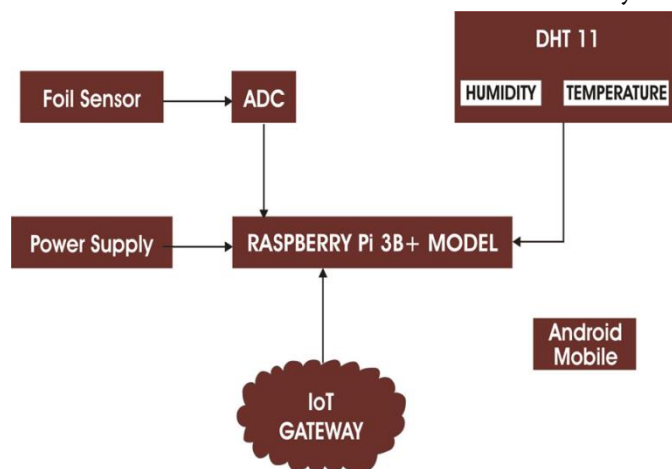 DHT 11
HUMIDITY TEMPERATURE
Foil Sensor
ADC
Power Supply
RASPBERRY Pi 3B+ MODEL
Android
Mobile
IoT
GATEWAY